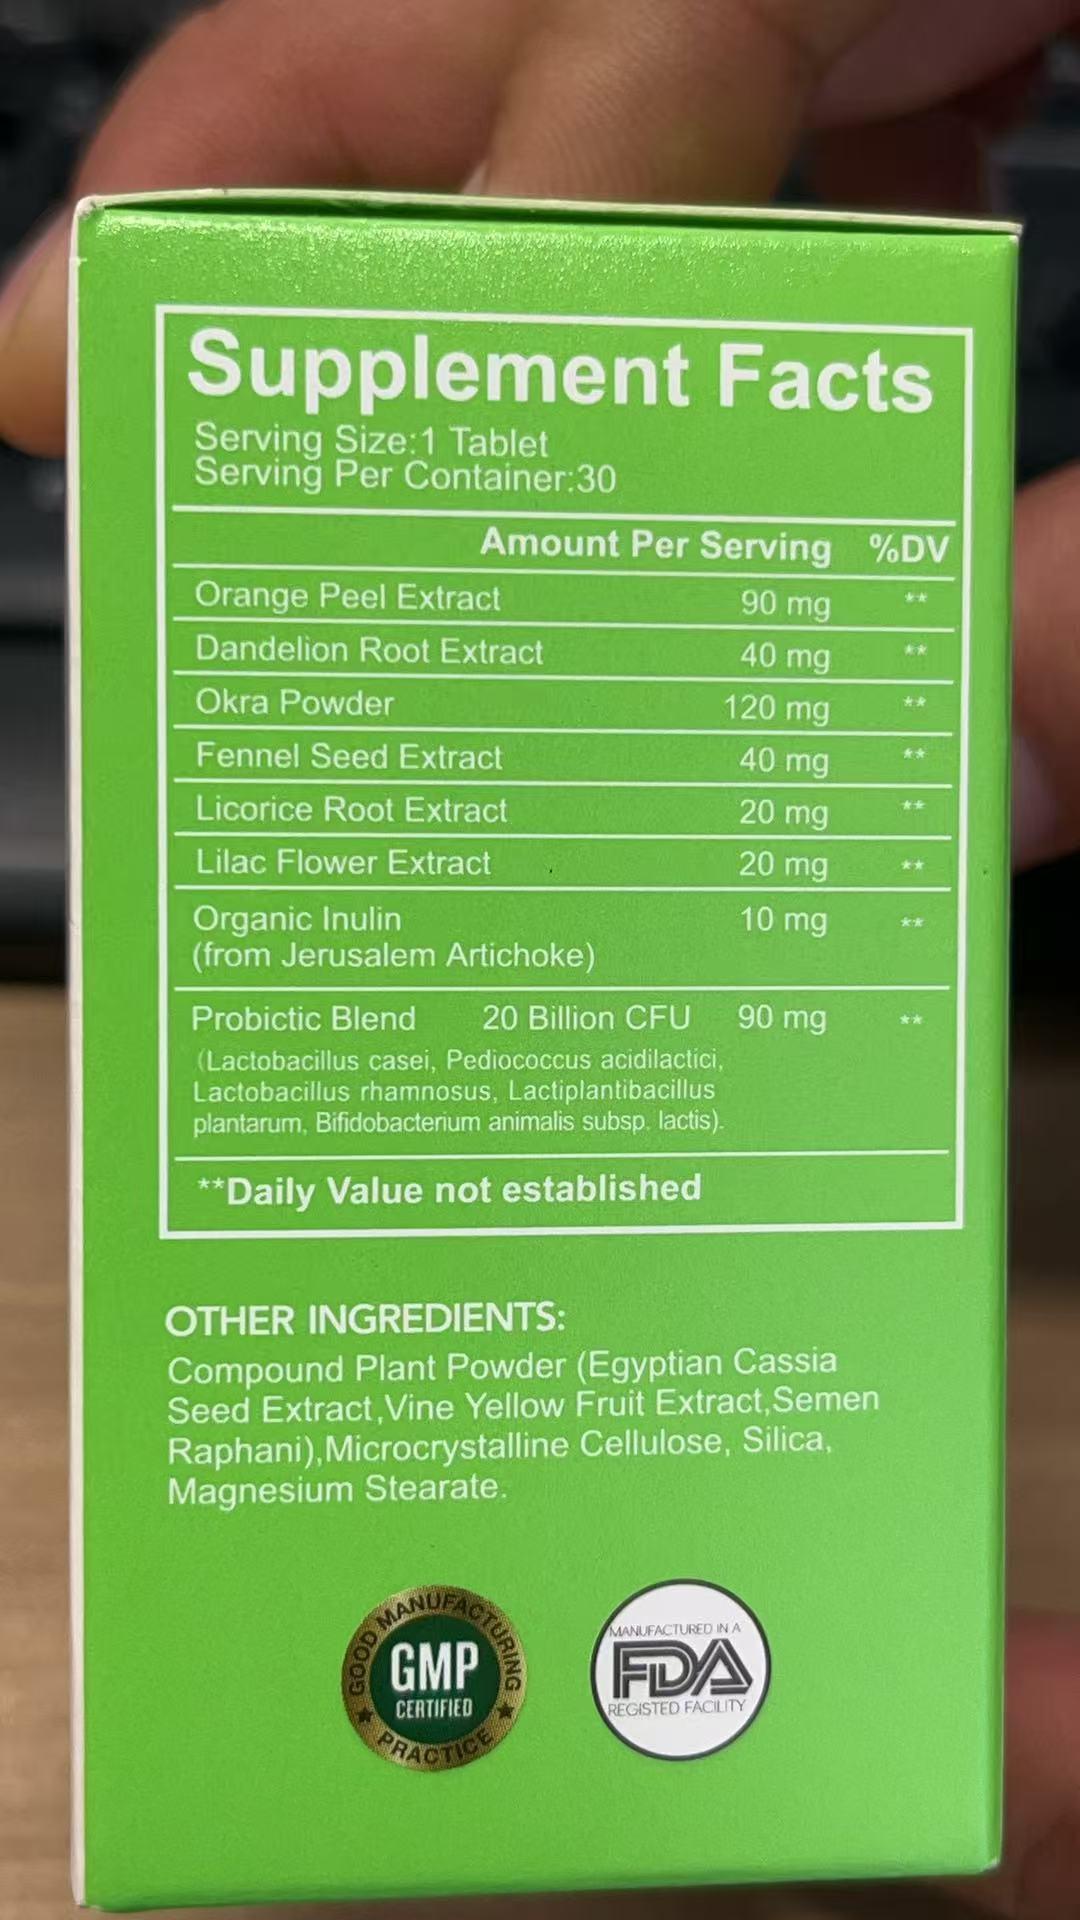 Supplement Facts
Serving Size:1 Tablet
Serving Per Container:30
Amount Per Serving %DV
Orange Peel Extract 90 mg **
Dandelion Root Extract 40 mg **
Okra Powder 120 mg **
Fennel Seed Extract 40 mg **
Licorice Root Extract 20 mg **
Lilac Flower Extract 20 mg **
Organic Inulin 10 mg **
(from Jerusalem Artichoke)
Probictic Blend 20 Billion CFU 90 mg **
(Lactobacillus casei, Pediococcus acidilactici,
Lactobacillus rhamnosus, Lactiplantibacillus
plantarum, Bifidobacterium animalis subsp. lactis).
**Daily Value not established
OTHER INGREDIENTS:
Compound Plant Powder (Egyptian Cassia
Seed Extract,Vine Yellow Fruit Extract,Semen
Raphani),Microcrystalline Cellulose, Silica,
Magnesium Stearate.
GOOD MANUFACTURING
GMP
CERTIFIED
PRACTICE
MANUFACTURED IN A
FDA
REGISTED FACILITY